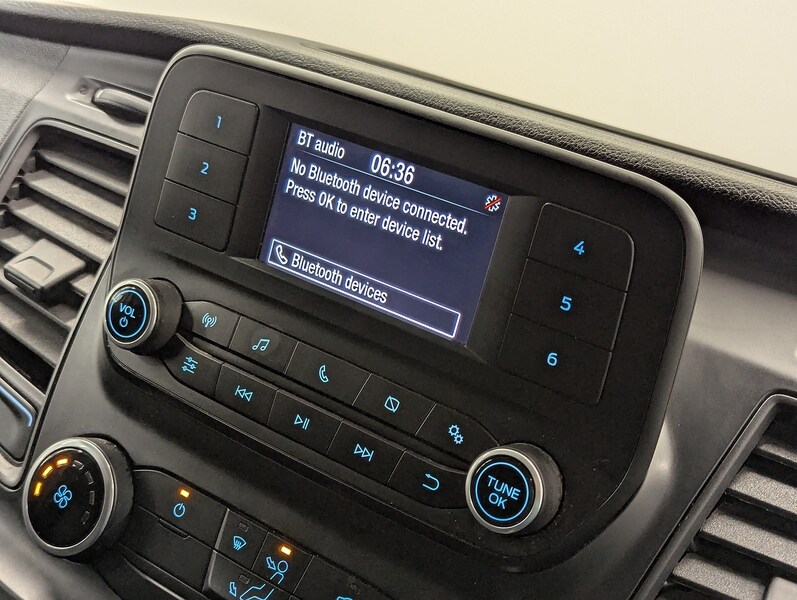 1
2
3
BT audio 06:36
No Bluetooth device connected.
Press OK to enter device list.
Bluetooth devices
4
5
6
VOL
TUNE
OK